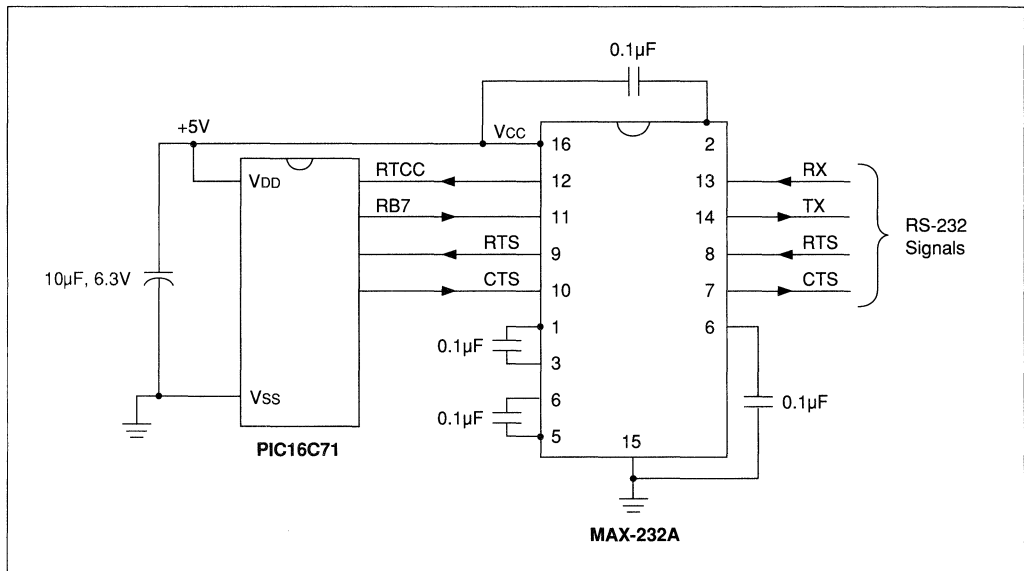 0.1µF
+5V
VCC
16
2
VDD
RTCC
12
13
RX
RB7
11
14
TX
RS-232
Signals
RTS
9
8
RTS
10µF, 6.3V
CTS
10
7
CTS
1
6
0.1µF
3
VSS
6
0.1µF
0.1µF
5
15
PIC16C71
MAX-232A